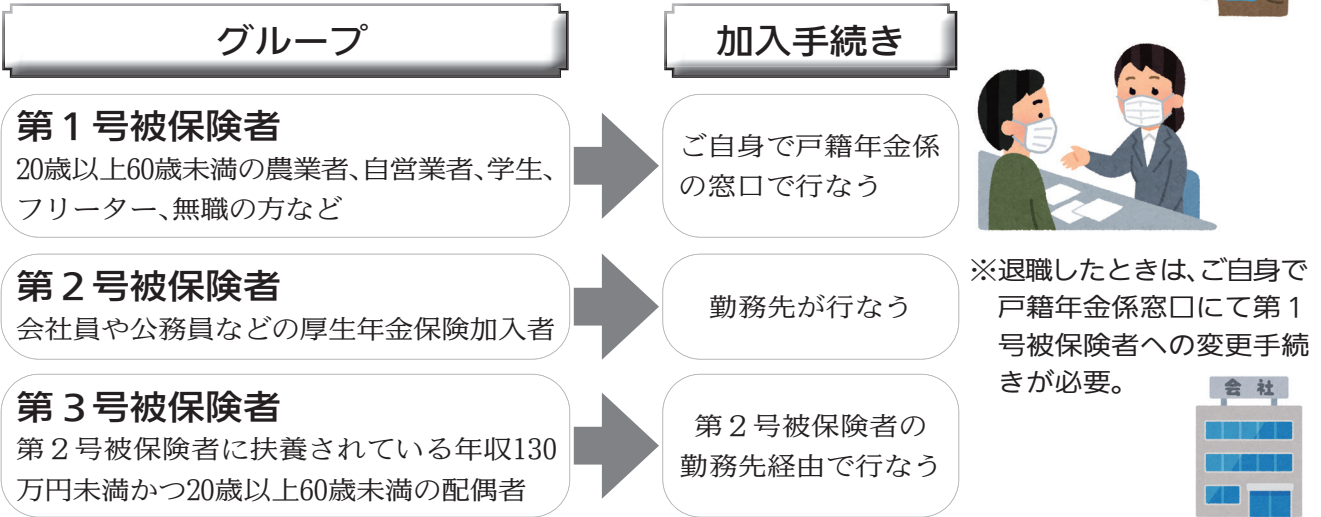 グループ
加入手続き
第１号被保険者
20歳以上60歳未満の農業者、自営業者、学生、
フリーター、無職の方など
ご自身で戸籍年金係
の窓口で行なう
第２号被保険者
会社員や公務員などの厚生年金保険加入者
勤務先が行なう
※退職したときは、ご自身で
戸籍年金係窓口にて第１
号被保険者への変更手続
きが必要。
第３号被保険者
第２号被保険者に扶養されている年収130
万円未満かつ20歳以上60歳未満の配偶者
第２号被保険者の
勤務先経由で行なう
会社